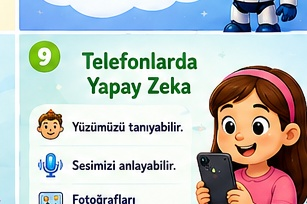 9
Telefonlarda
Yapay Zeka
Yüzümüzü tanıyabilir.
Sesimizi anlayabilir.
Fotoğrafları